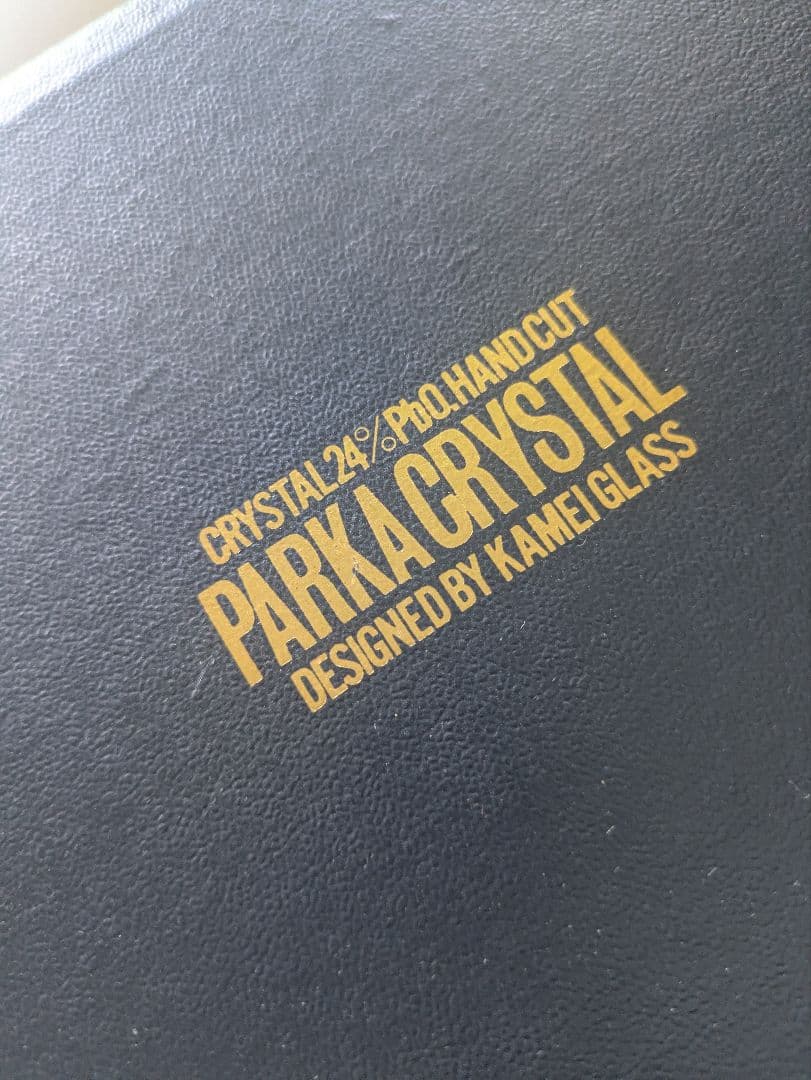 CRYSTAL 24%PbO.HAND CUT
PARKA CRYSTAL
DESIGNED BY KAMEI GLASS